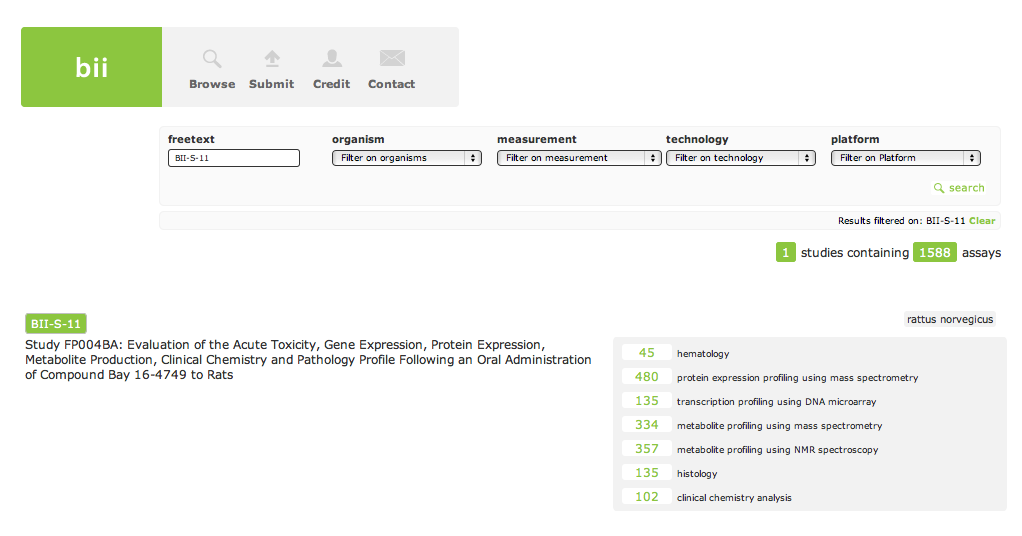 bii
Browse Submit Credit Contact
freetext organism measurement technology platform
BII-S-11 Filter on organisms Filter on measurement Filter on technology Filter on Platform
search
Results filtered on: BII-S-11 Clear
1 studies containing 1588 assays
BII-S-11
Study FP004BA: Evaluation of the Acute Toxicity, Gene Expression, Protein Expression,
Metabolite Production, Clinical Chemistry and Pathology Profile Following an Oral Administration
of Compound Bay 16-4749 to Rats
rattus norvegicus
45 hematology
480 protein expression profiling using mass spectrometry
135 transcription profiling using DNA microarray
334 metabolite profiling using mass spectrometry
357 metabolite profiling using NMR spectroscopy
135 histology
102 clinical chemistry analysis